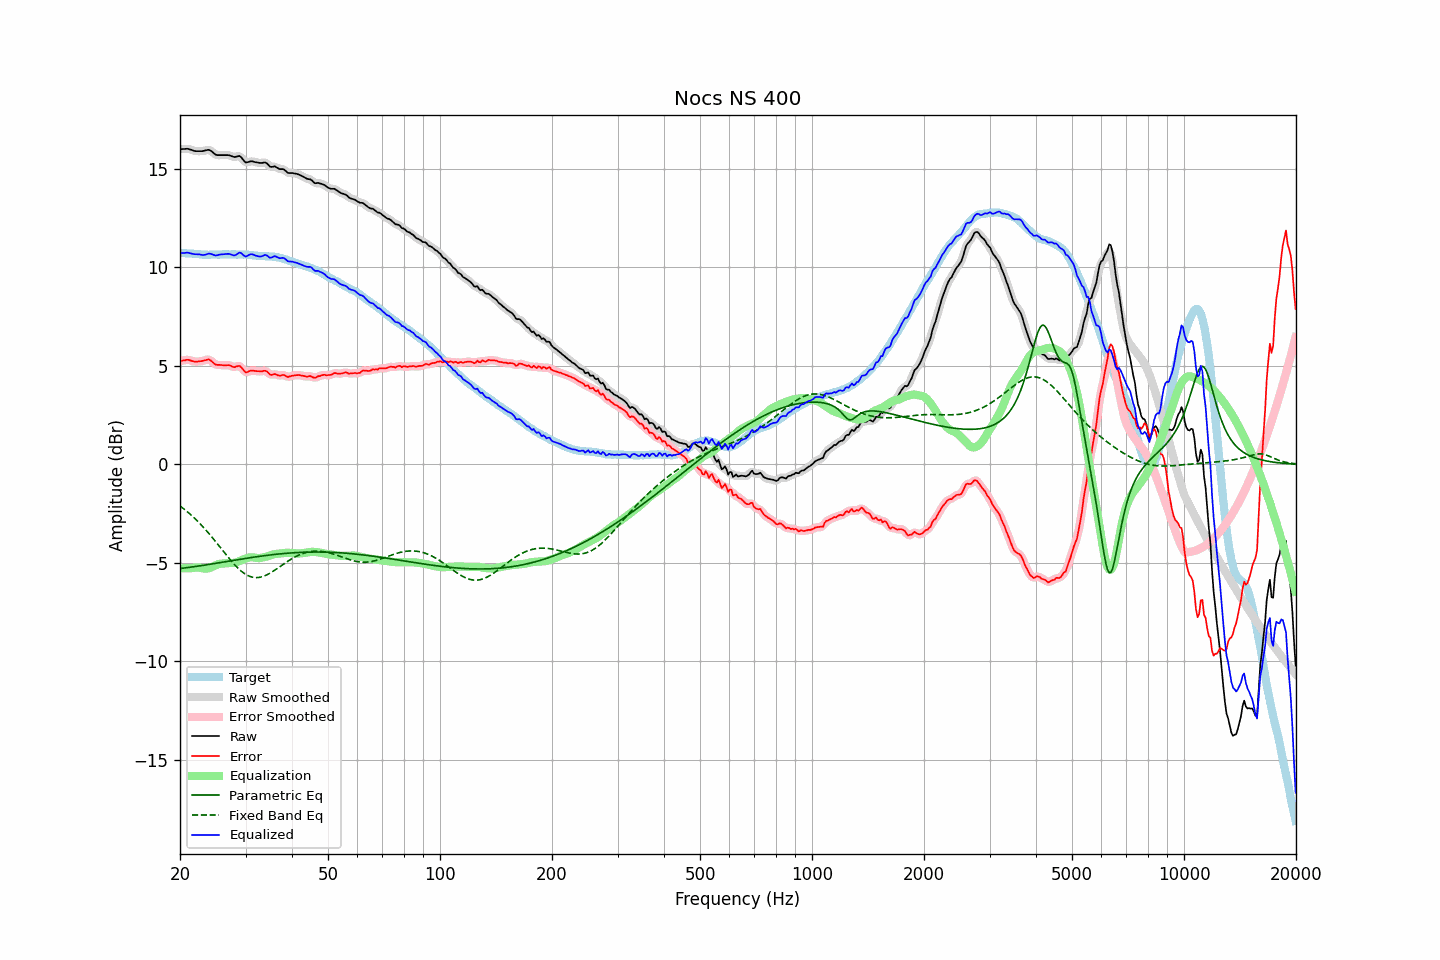 Nocs NS 400
Amplitude (dBr)
15
10
5
0
−5
−10
−15
Target
Raw Smoothed
Error Smoothed
Raw
Error
Equalization
Parametric Eq
Fixed Band Eq
Equalized
20 50 100 200 500 1000 2000 5000 10000 20000
Frequency (Hz)